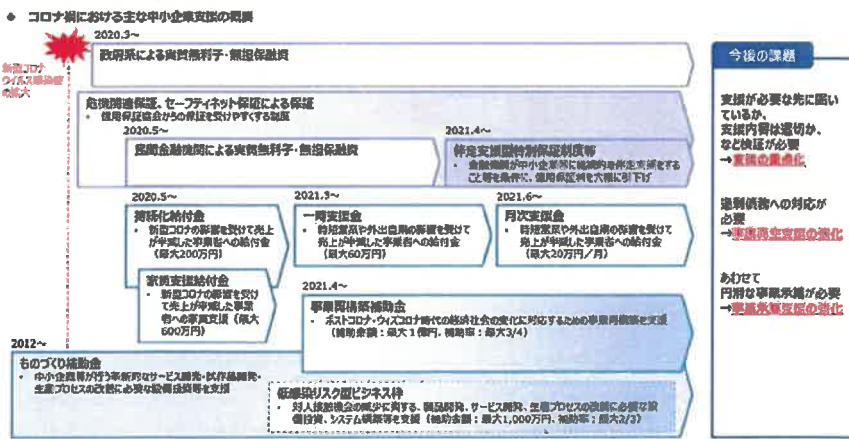 ◆ コロナ禍における主な中小企業支援の概要
新型コロナ
ウイルス感染症
の拡大
2020.3～
政府系による実質無利子・無担保融資
危機関連保証、セーフティネット保証による保証
・ 信用保証協会からの保証を受けやすくする制度
2020.5～
民間金融機関による実質無利子・無担保融資
2021.4～
伴走支援型特別保証制度等
・ 金融機関が中小企業等に継続的な伴走支援をする
こと等を条件に、信用保証料を大幅に引下げ
2020.5～
持続化給付金
・ 新型コロナの影響を受けて売上
が半減した事業者への給付金
（最大200万円）
2021.3～
一時支援金
・ 時短営業や外出自粛の影響を受けて
売上が半減した事業者への給付金
（最大60万円）
2021.6～
月次支援金
・ 時短営業や外出自粛の影響を受けて
売上が半減した事業者への給付金
（最大20万円／月）
家賃支援給付金
・ 新型コロナの影響を受け
て売上が半減した事業
者への家賃支援（最大
600万円）
2021.4～
事業再構築補助金
・ ポストコロナ・ウィズコロナ時代の経済社会の変化に対応するための事業再構築を支援
（補助金額：最大１億円、補助率：最大3/4）
2012～
ものづくり補助金
・ 中小企業等が行う革新的なサービス開発・試作品開発・
生産プロセスの改善に必要な設備投資等を支援
低感染リスク型ビジネス枠
・ 対人接触機会の減少に資する、製品開発、サービス開発、生産プロセスの改善に必要な設
備投資、システム構築等を支援（補助金額：最大1,000万円、補助率：最大2/3）
今後の課題
支援が必要な先に届い
ているか、
支援内容は適切か、
など検証が必要
→支援の重点化
過剰債務への対応が
必要
→事業再生支援の強化
あわせて
円滑な事業承継が必要
→事業承継支援の強化